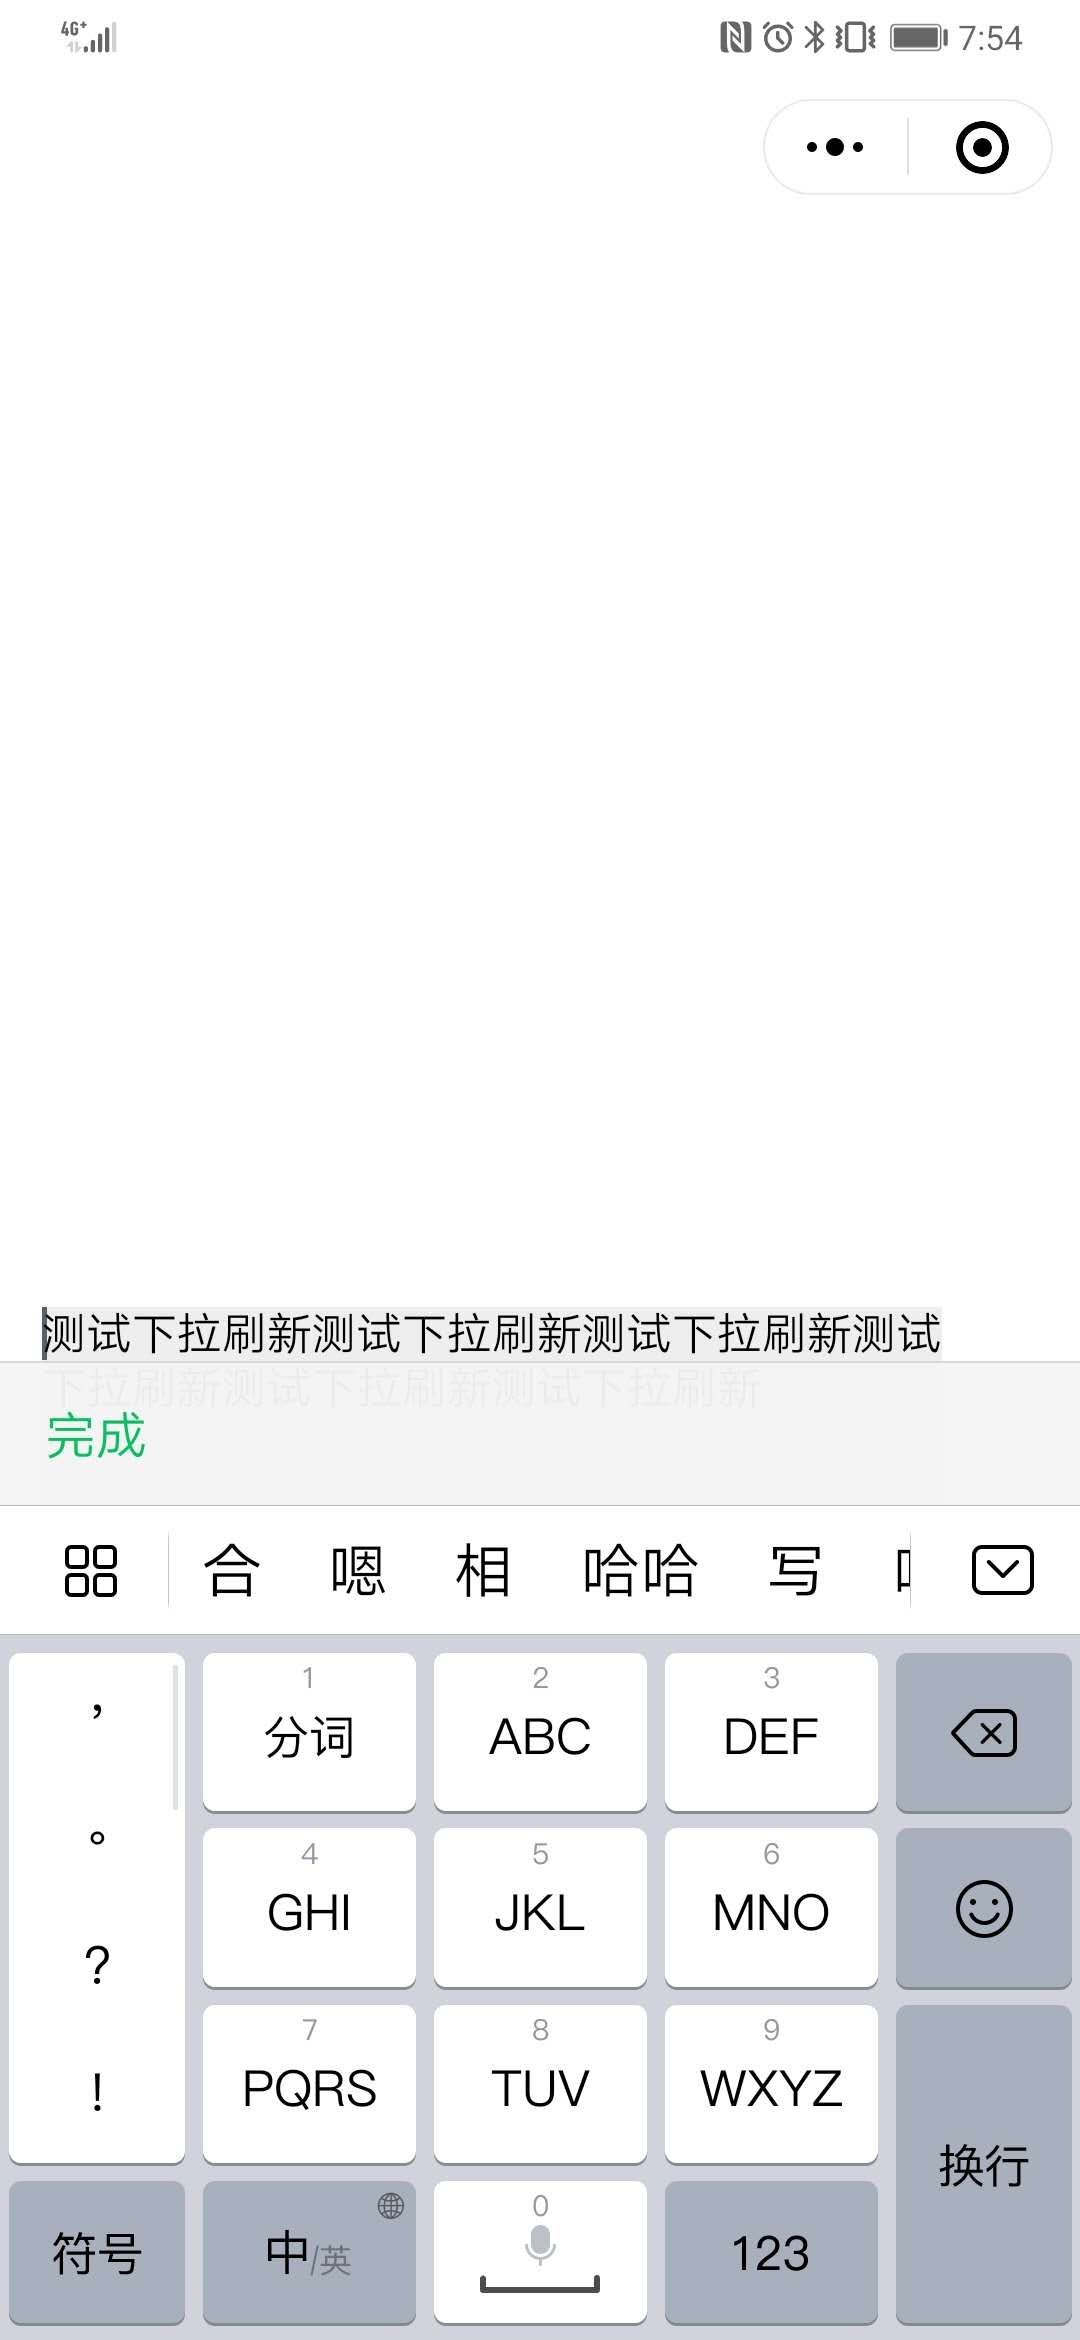 4G+ 7:54
测试下拉刷新测试下拉刷新测试下拉刷新测试
下拉刷新测试下拉刷新测试下拉刷新
完成
合 嗯 相 哈哈 写
， 1 2 3
分词 ABC DEF
。 4 5 6
GHI JKL MNO
？
7 8 9
PQRS TUV WXYZ
！
换行
符号 中/英 0 123